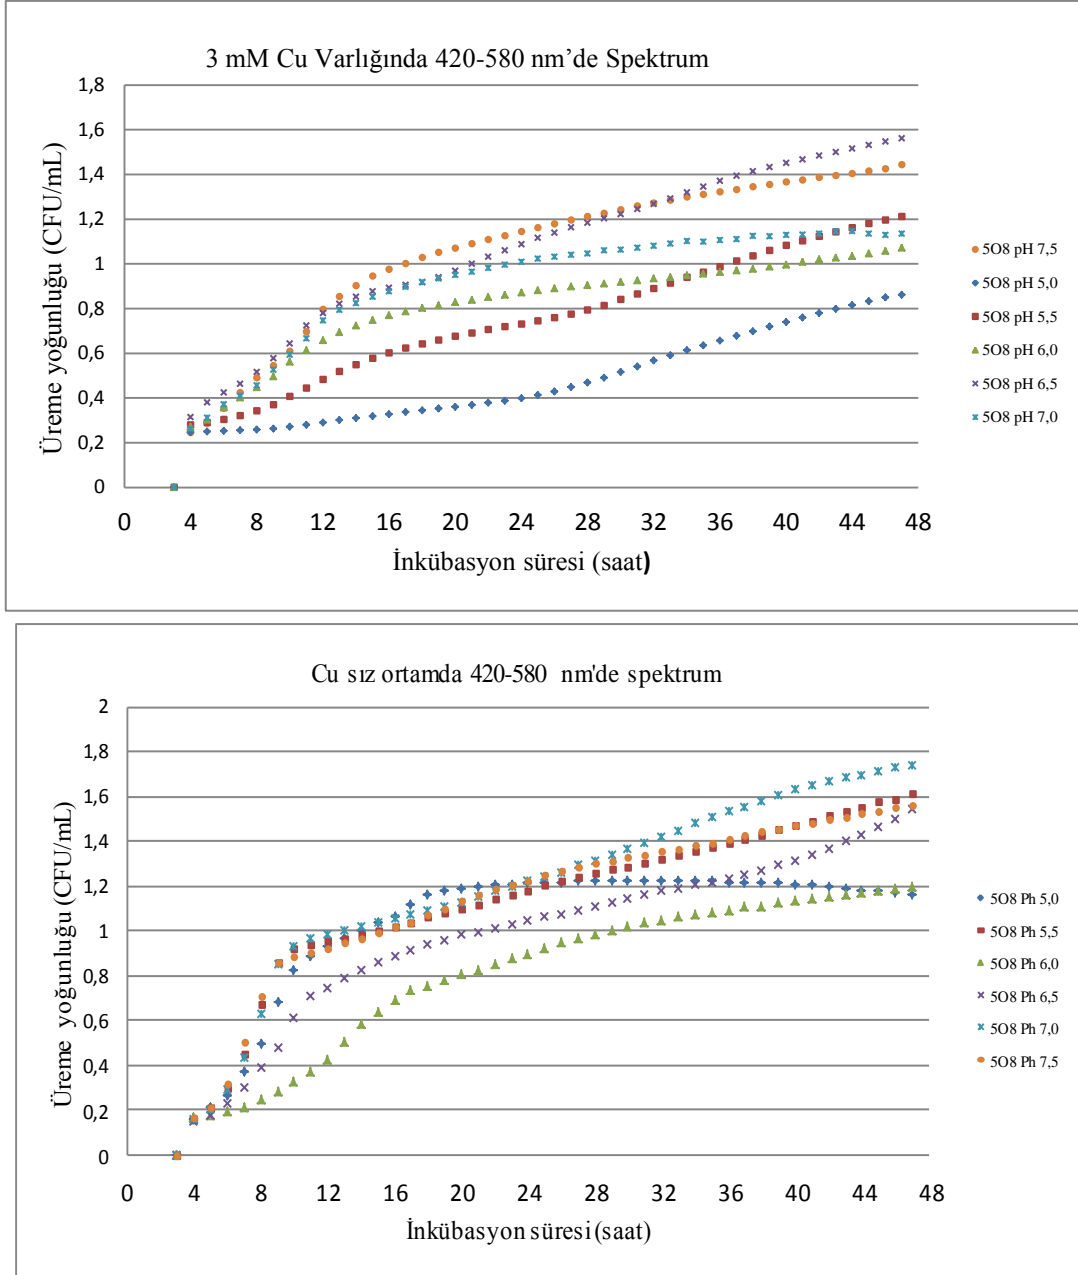 3 mM Cu Varlığında 420-580 nm’de Spektrum
1,8
1,6
1,4
1,2
1
0,8
0,6
0,4
0,2
0
Üreme yoğunluğu (CFU/mL)
0 4 8 12 16 20 24 28 32 36 40 44 48
İnkübasyon süresi (saat)
5O8 pH 7,5
5O8 pH 5,0
5O8 pH 5,5
5O8 pH 6,0
5O8 pH 6,5
5O8 pH 7,0
Cu sız ortamda 420-580 nm'de spektrum
2
1,8
1,6
1,4
1,2
1
0,8
0,6
0,4
0,2
0
Üreme yoğunluğu (CFU/mL)
0 4 8 12 16 20 24 28 32 36 40 44 48
İnkübasyon süresi (saat)
5O8 Ph 5,0
5O8 Ph 5,5
5O8 Ph 6,0
5O8 Ph 6,5
5O8 Ph 7,0
5O8 Ph 7,5